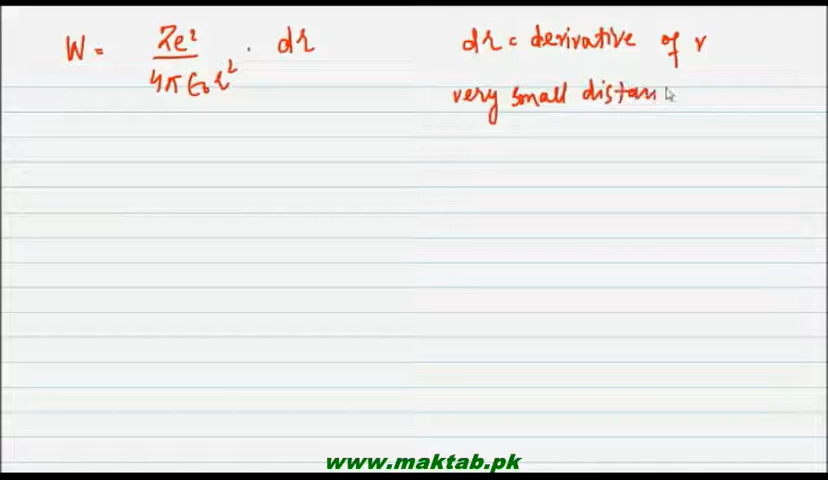 W = Ze²/4πε₀r² · dr
dr = derivative of r
very small distan
www.maktab.pk